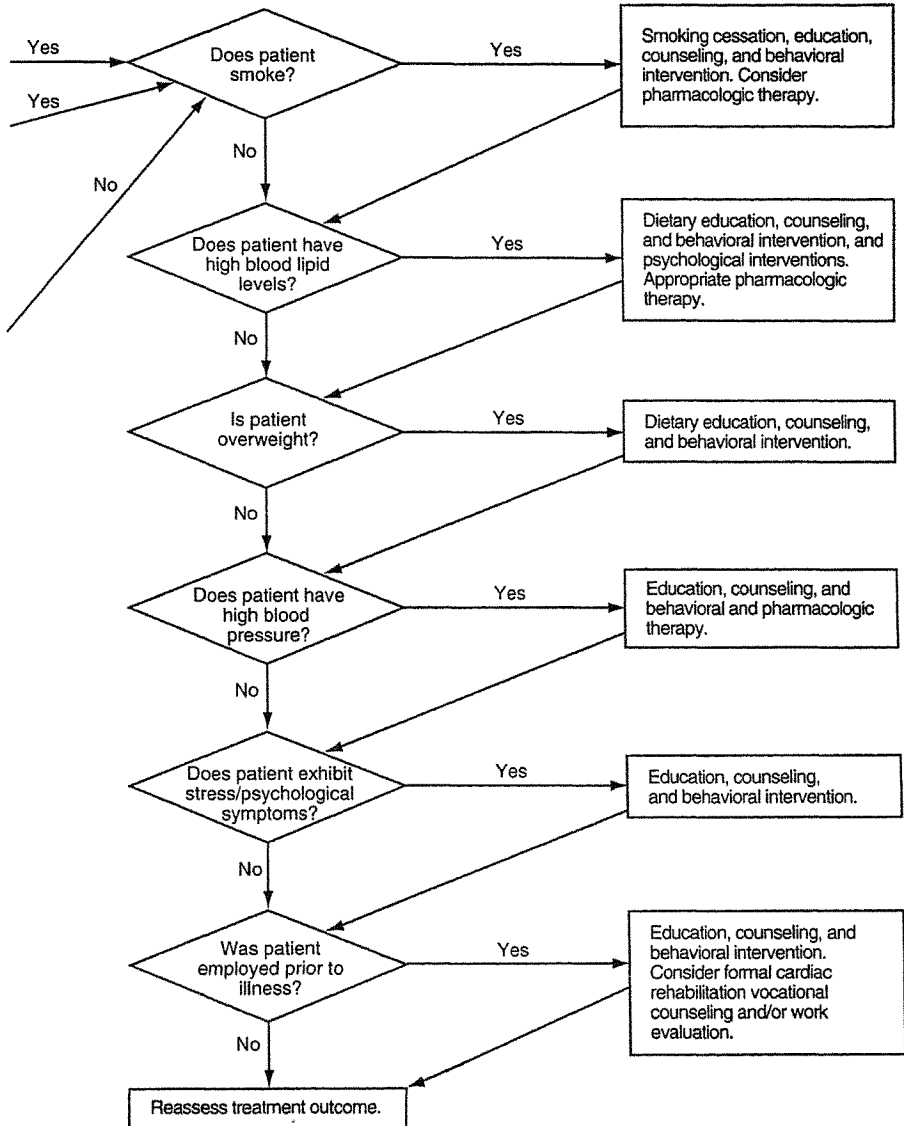 Yes
Yes
No
Does patient
smoke?
Yes
Smoking cessation, education,
counseling, and behavioral
intervention. Consider
pharmacologic therapy.
No
Does patient have
high blood lipid
levels?
Yes
Dietary education, counseling,
and behavioral intervention, and
psychological interventions.
Appropriate pharmacologic
therapy.
No
Is patient
overweight?
Yes
Dietary education, counseling,
and behavioral intervention.
No
Does patient have
high blood
pressure?
Yes
Education, counseling, and
behavioral and pharmacologic
therapy.
No
Does patient exhibit
stress/psychological
symptoms?
Yes
Education, counseling,
and behavioral intervention.
No
Was patient
employed prior to
illness?
Yes
Education, counseling, and
behavioral intervention.
Consider formal cardiac
rehabilitation vocational
counseling and/or work
evaluation.
No
Reassess treatment outcome.